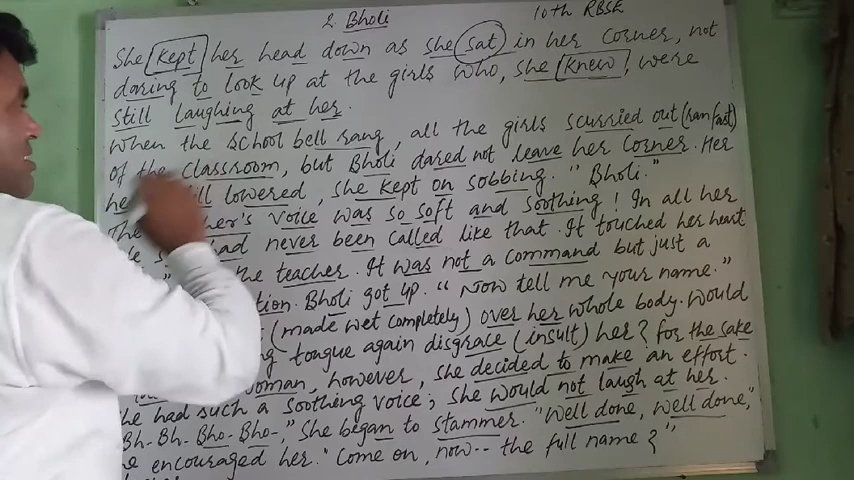 2. Bholi 10th RBSE
She kept her head down as she sat in her corner, not
daring to look up at the girls who, she knew, were
still laughing at her.
When the school bell rang, all the girls scurried out (ran fast)
of the classroom, but Bholi dared not leave her corner. Her
lowered, she kept on sobbing. "Bholi."
voice was so soft and soothing! In all her
had never been called like that. It touched her heart
the teacher. It was not a command but just a
Bholi got up. "Now tell me your name."
(made wet completely) over her whole body. Would
tongue again disgrace (insult) her? For the sake
woman, however, she decided to make an effort.
she had such a soothing voice; she would not laugh at her.
Bh- Bh- Bho- Bho-," She began to stammer. "Well done, well done,"
encouraged her. "Come on, now-- the full name?"